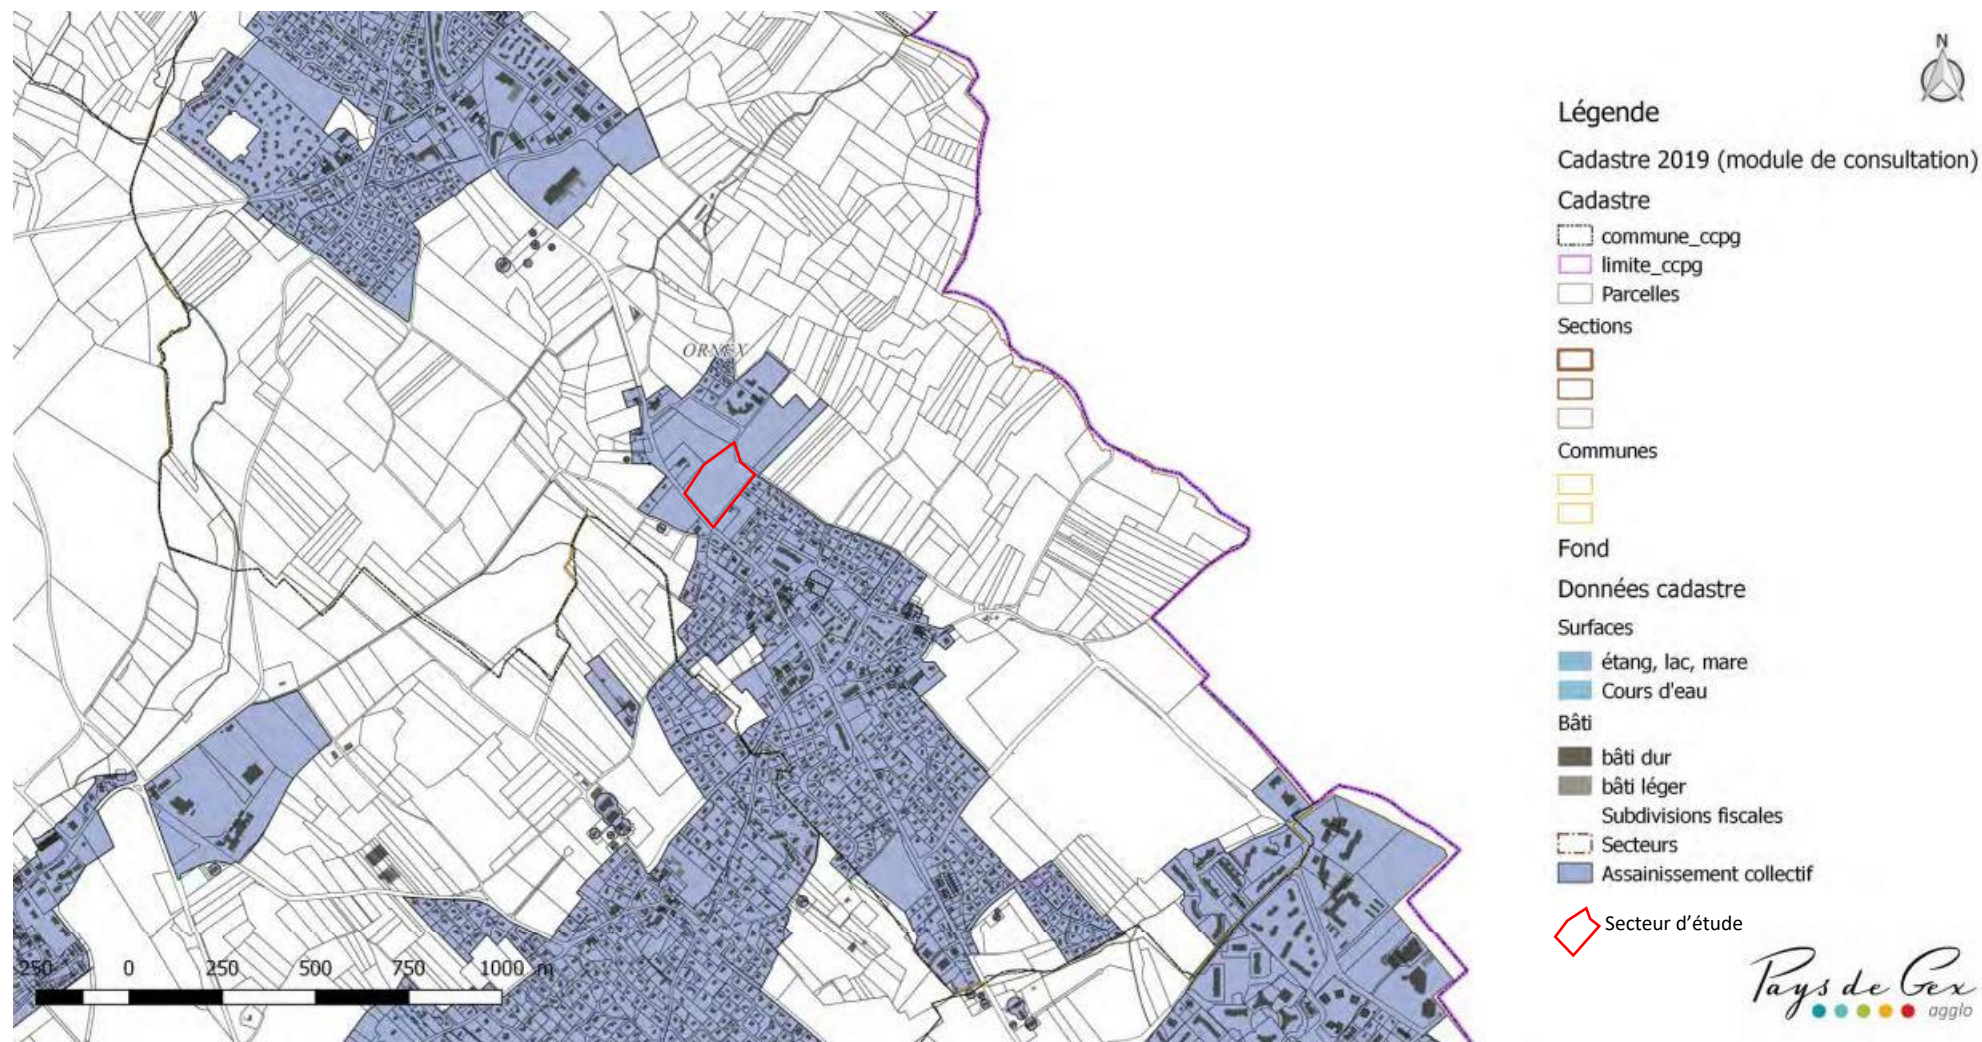 N
Légende
Cadastre 2019 (module de consultation)
Cadastre
commune_ccpg
limite_ccpg
Parcelles
Sections
Communes
Fond
Données cadastre
Surfaces
étang, lac, mare
Cours d'eau
Bâti
bâti dur
bâti léger
Subdivisions fiscales
Secteurs
Assainissement collectif
Secteur d'étude
ORNEX
250 0 250 500 750 1000 m
Pays de Gex
agglo